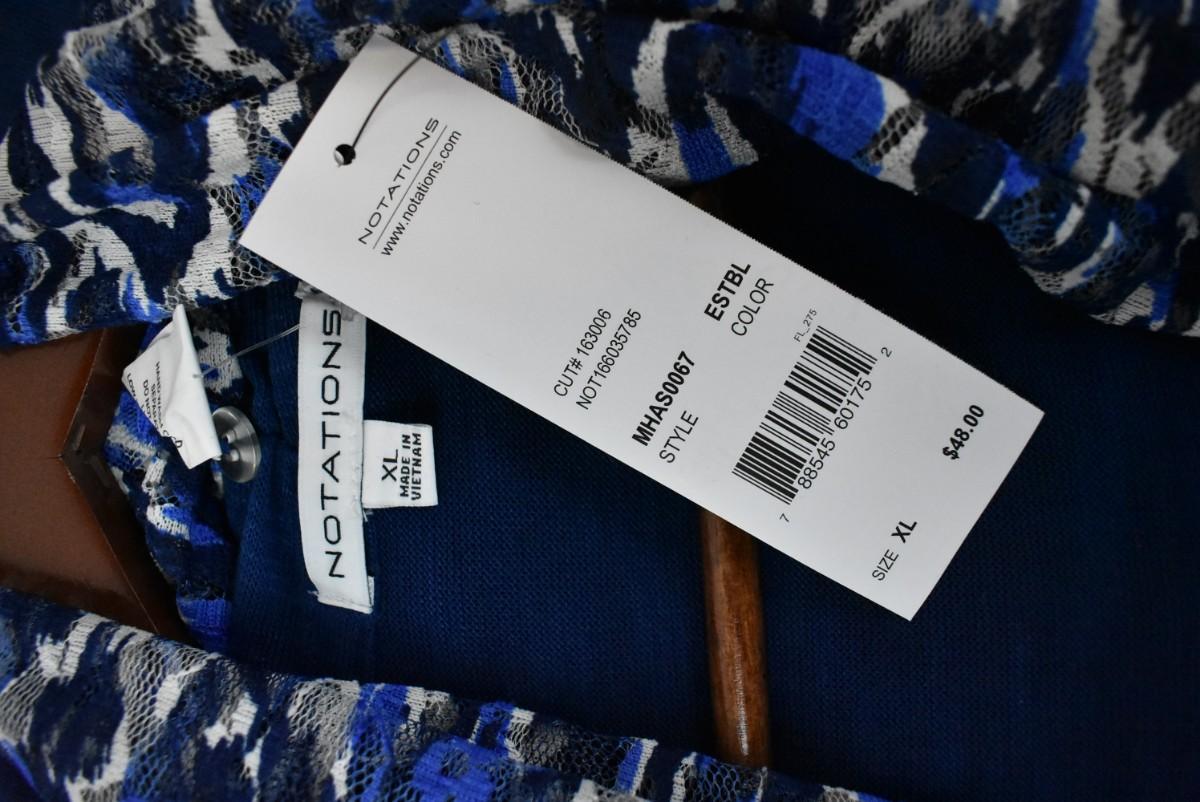 NOTATIONS
www.notations.com
CUT# 163006
NOT166035785
MHAS0067
STYLE
ESTBL
COLOR
FL_275
7 88545 60175 2
$48.00
SIZE XL
NOTATIONS
XL
MADE IN
VIETNAM